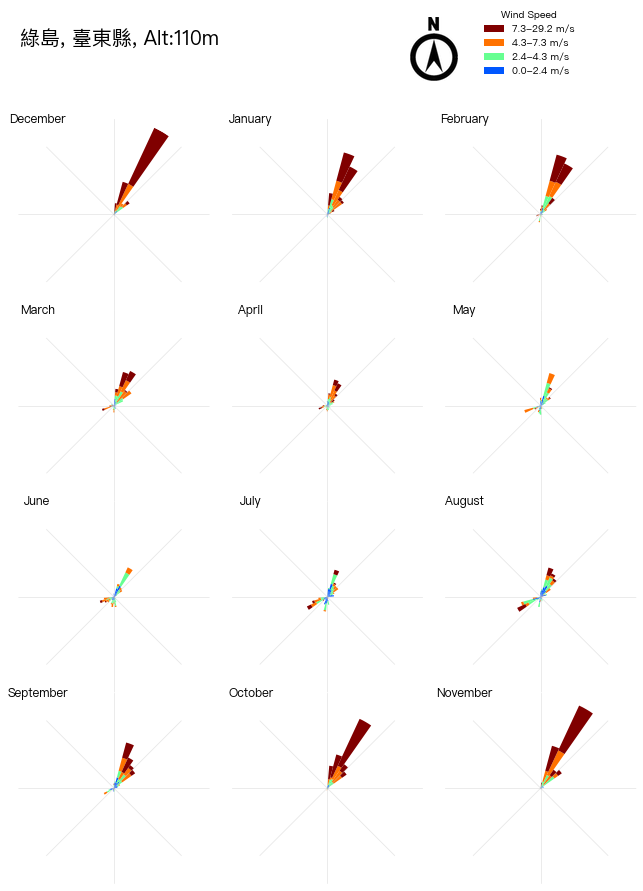 綠島, 臺東縣, Alt:110m
N
Wind Speed
7.3–29.2 m/s
4.3–7.3 m/s
2.4–4.3 m/s
0.0–2.4 m/s
December
January
February
March
April
May
June
July
August
September
October
November